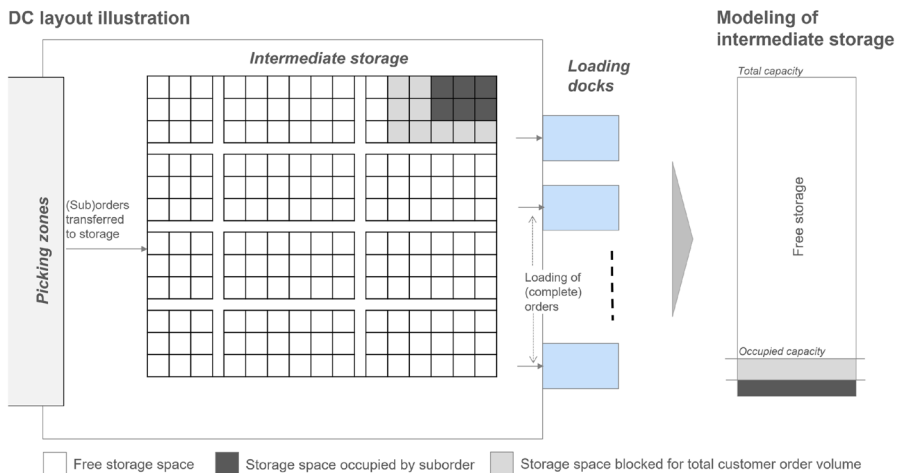 DC layout illustration
Modeling of
intermediate storage
Intermediate storage
Loading
docks
Total capacity
Picking zones
(Sub)orders
transferred
to storage
Free storage
Loading of
(complete)
orders
Occupied capacity
Free storage space
Storage space occupied by suborder
Storage space blocked for total customer order volume